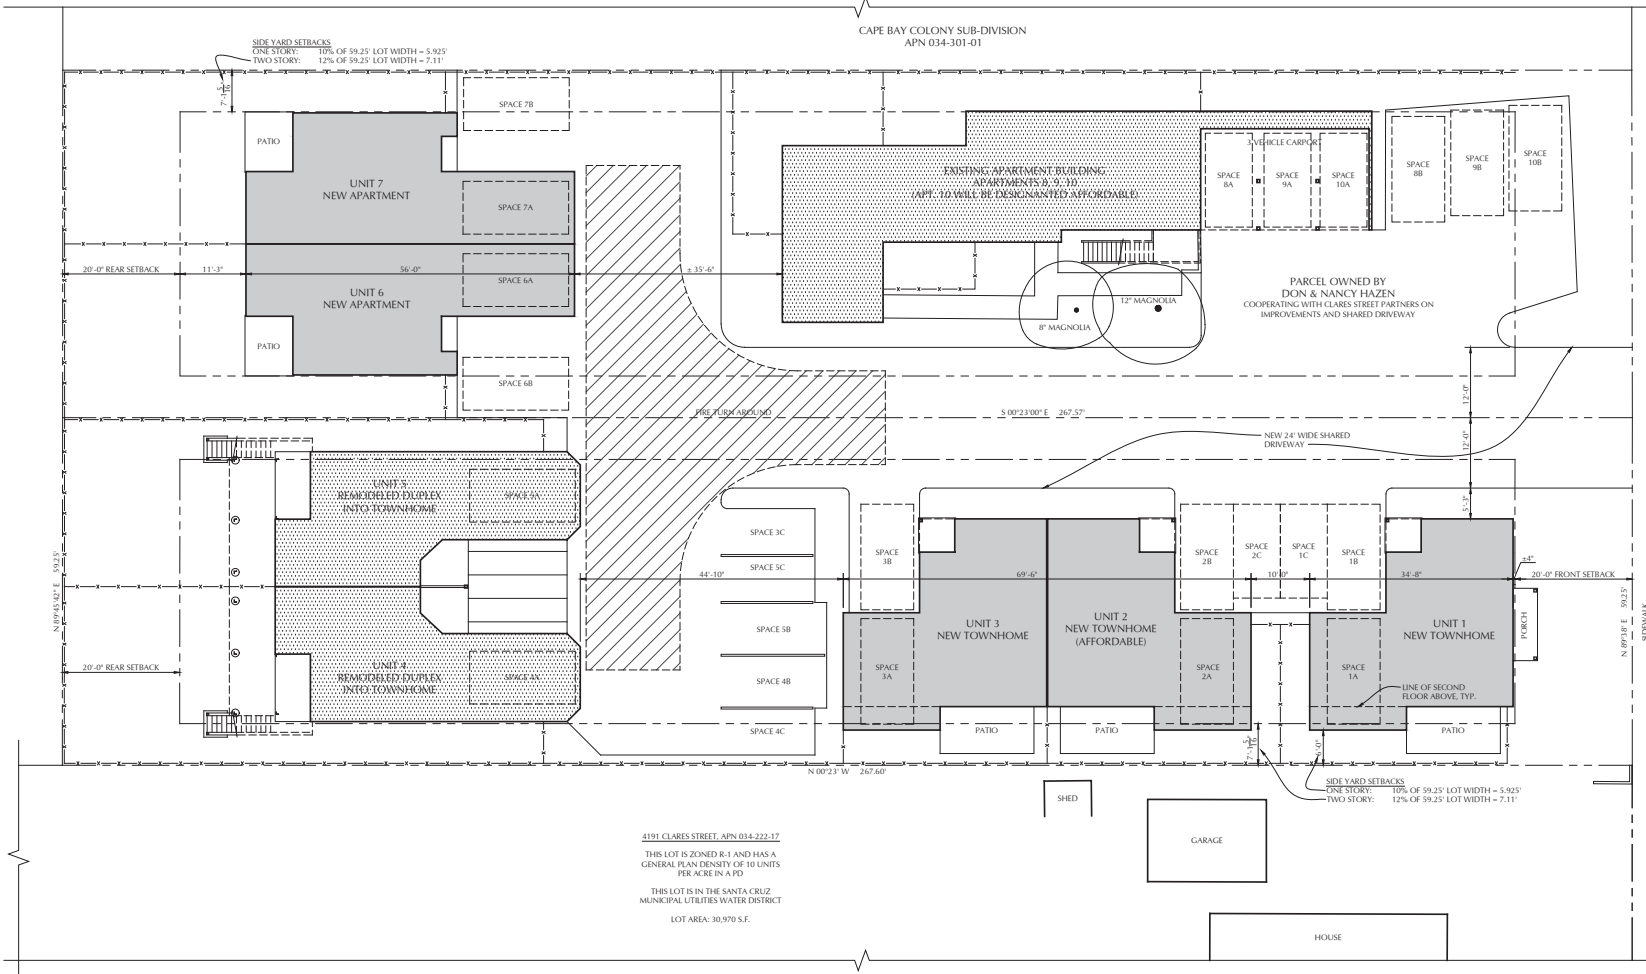 CAPE BAY COLONY SUB-DIVISION
APN 034-301-01
SIDE YARD SETBACKS
ONE STORY: 10% OF 59.25' LOT WIDTH = 5.925'
TWO STORY: 12% OF 59.25' LOT WIDTH = 7.11'
7'-1 5/16"
SPACE 7B
PATIO
UNIT 7
NEW APARTMENT
SPACE 7A
EXISTING APARTMENT BUILDING
APARTMENTS 8, 9, 10
(APT. 10 WILL BE DESIGNANTED AFFORDABLE)
3 VEHICLE CARPORT
SPACE
8A
SPACE
9A
SPACE
10A
SPACE
8B
SPACE
9B
SPACE
10B
20'-0" REAR SETBACK
11'-3"
56'-0"
± 35'-6"
SPACE 6A
UNIT 6
NEW APARTMENT
PATIO
SPACE 6B
12" MAGNOLIA
8" MAGNOLIA
PARCEL OWNED BY
DON & NANCY HAZEN
COOPERATING WITH CLARES STREET PARTNERS ON
IMPROVEMENTS AND SHARED DRIVEWAY
12'-0"
FIRE TURN AROUND
S 00°23'00" E 267.57'
12'-0"
NEW 24' WIDE SHARED
DRIVEWAY
5'-3"
UNIT 5
REMODELED DUPLEX
INTO TOWNHOME
SPACE 5A
SPACE 3C
SPACE 5C
SPACE 5B
SPACE 4B
SPACE 4C
SPACE
3B
SPACE
2B
SPACE
2C
SPACE
1C
SPACE
1B
44'-10"
69'-6"
10'-0"
34'-8"
±4"
20'-0" FRONT SETBACK
N 89°45'42" E 59.25'
N 89°38' E 59.25'
SIDEWALK
20'-0" REAR SETBACK
UNIT 4
REMODELED DUPLEX
INTO TOWNHOME
SPACE 4A
UNIT 3
NEW TOWNHOME
UNIT 2
NEW TOWNHOME
(AFFORDABLE)
UNIT 1
NEW TOWNHOME
PORCH
SPACE
3A
SPACE
2A
SPACE
1A
LINE OF SECOND
FLOOR ABOVE, TYP.
PATIO
PATIO
PATIO
7'-1 5/16"
6'-0"
N 00°23' W 267.60'
SIDE YARD SETBACKS
ONE STORY: 10% OF 59.25' LOT WIDTH = 5.925'
TWO STORY: 12% OF 59.25' LOT WIDTH = 7.11'
SHED
GARAGE
HOUSE
4191 CLARES STREET, APN 034-222-17
THIS LOT IS ZONED R-1 AND HAS A
GENERAL PLAN DENSITY OF 10 UNITS
PER ACRE IN A PD
THIS LOT IS IN THE SANTA CRUZ
MUNICIPAL UTILITIES WATER DISTRICT
LOT AREA: 30,970 S.F.